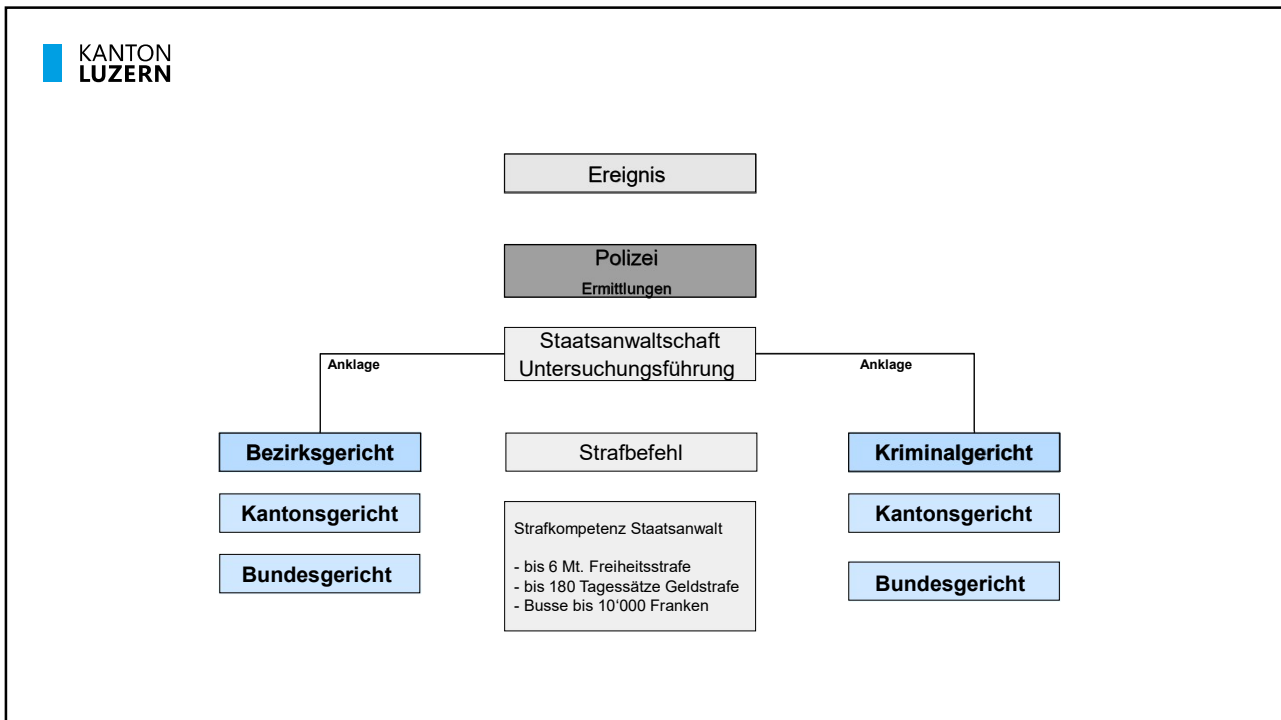 KANTON
LUZERN
Ereignis
Polizei
Ermittlungen
Staatsanwaltschaft
Untersuchungsführung
Anklage
Anklage
Bezirksgericht
Strafbefehl
Kriminalgericht
Kantonsgericht
Kantonsgericht
Strafkompetenz Staatsanwalt
- bis 6 Mt. Freiheitsstrafe
- bis 180 Tagessätze Geldstrafe
- Busse bis 10‘000 Franken
Bundesgericht
Bundesgericht